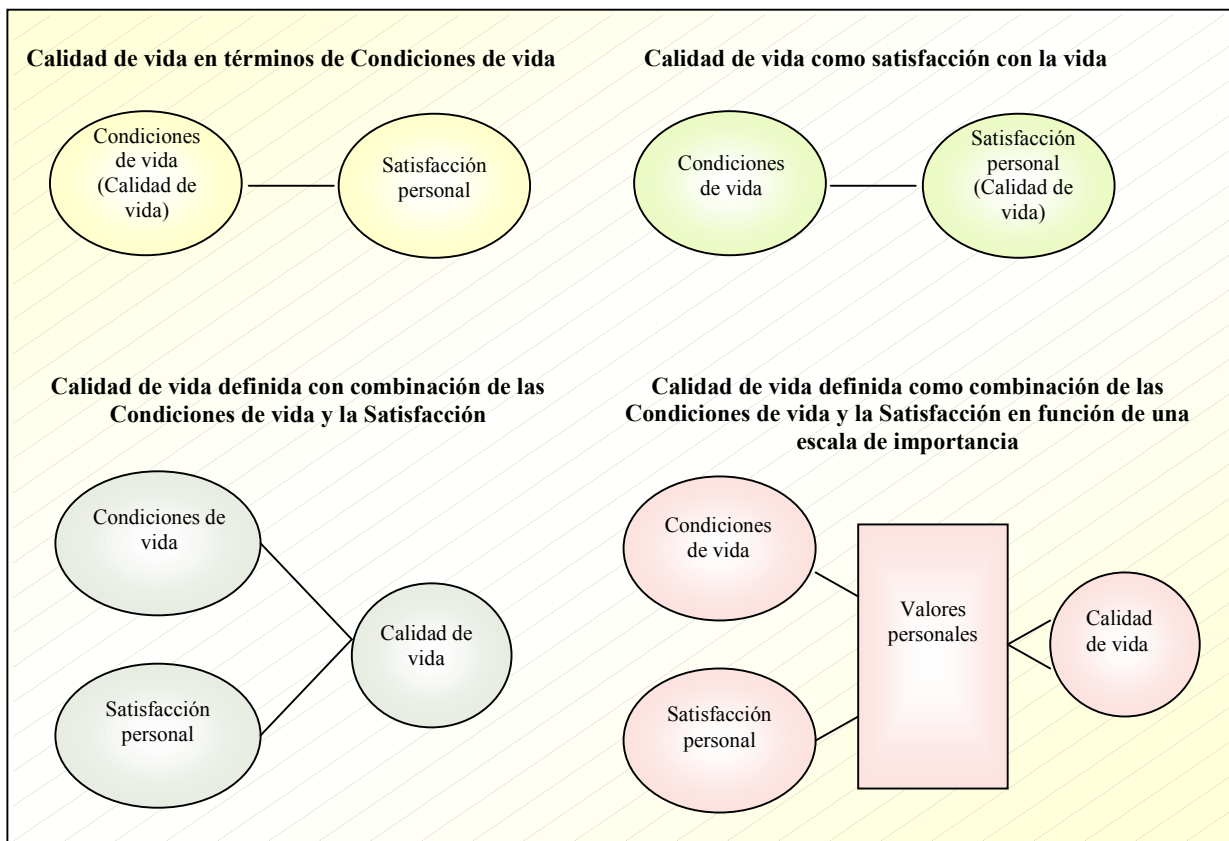 Calidad de vida en términos de Condiciones de vida
Condiciones
de vida
(Calidad de
vida)
Satisfacción
personal
Calidad de vida como satisfacción con la vida
Condiciones
de vida
Satisfacción
personal
(Calidad de
vida)
Calidad de vida definida con combinación de las
Condiciones de vida y la Satisfacción
Condiciones de
vida
Satisfacción
personal
Calidad de
vida
Calidad de vida definida como combinación de las
Condiciones de vida y la Satisfacción en función de una
escala de importancia
Condiciones
de vida
Satisfacción
personal
Valores
personales
Calidad
de vida